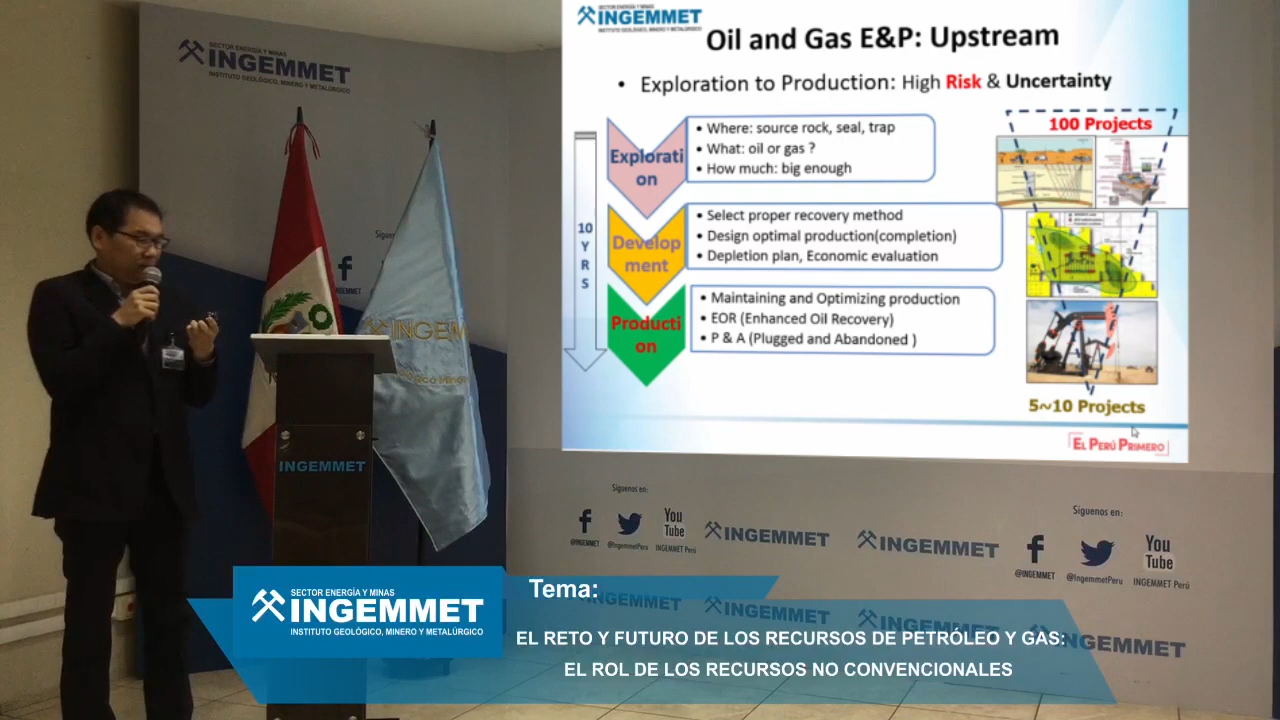 SECTOR ENERGÍA Y MINAS
INGEMMET
INSTITUTO GEOLÓGICO, MINERO Y METALÚRGICO
INGEMMET
Oil and Gas E&P: Upstream
• Exploration to Production: High Risk & Uncertainty
10
Y
R
S
Explorati
on
• Where: source rock, seal, trap
• What: oil or gas ?
• How much: big enough
Develop
ment
• Select proper recovery method
• Design optimal production(completion)
• Depletion plan, Economic evaluation
Producti
on
• Maintaining and Optimizing production
• EOR (Enhanced Oil Recovery)
• P & A (Plugged and Abandoned )
100 Projects
5~10 Projects
EL PERÚ PRIMERO
INGEMMET
Síguenos en:
You
Tube
@INGEMMET
@IngemmetPeru
INGEMMET Perú
INGEMMET
INGEMMET
Síguenos en:
You
Tube
@INGEMMET
@IngemmetPeru
INGEMMET Perú
INGEMMET
SECTOR ENERGÍA Y MINAS
INGEMMET
INSTITUTO GEOLÓGICO, MINERO Y METALÚRGICO
Tema:
EL RETO Y FUTURO DE LOS RECURSOS DE PETRÓLEO Y GAS:
EL ROL DE LOS RECURSOS NO CONVENCIONALES